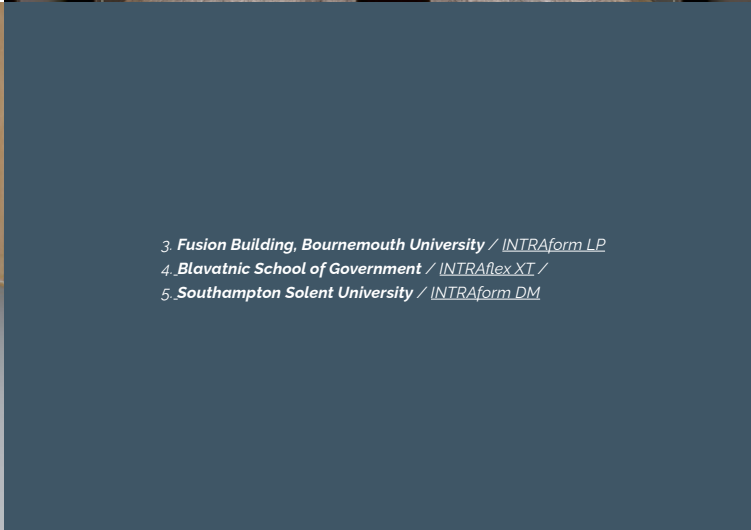 3. Fusion Building, Bournemouth University / INTRAform LP
4. Blavatnic School of Government / INTRAflex XT /
5. Southampton Solent University / INTRAform DM